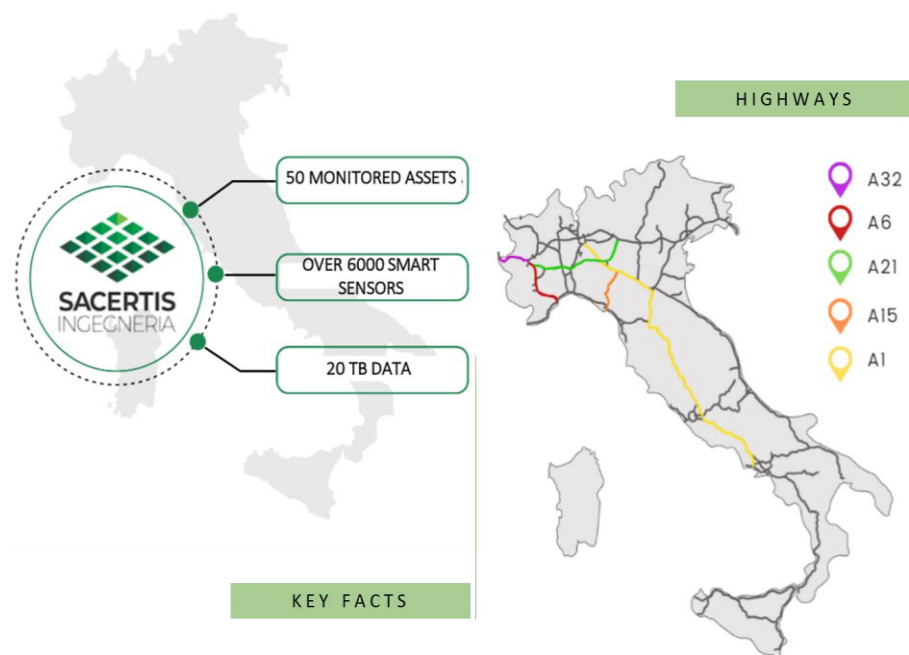 50 MONITORED ASSETS
OVER 6000 SMART
SENSORS
20 TB DATA
SACERTIS
INGEGNERIA
KEY FACTS
HIGHWAYS
A32
A6
A21
A15
A1